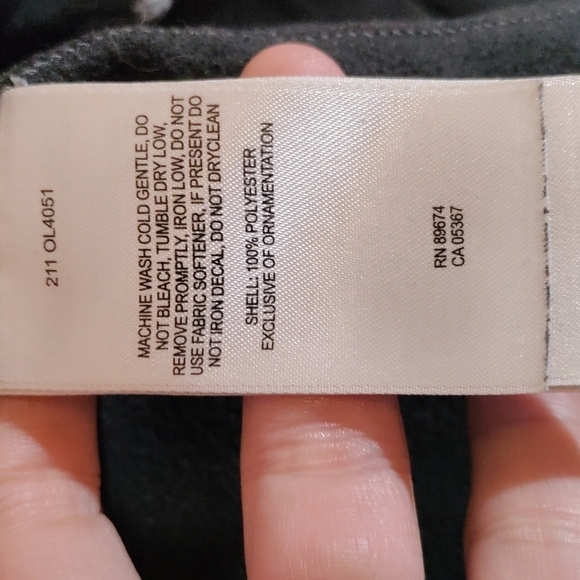 211 OL4051
MACHINE WASH COLD GENTLE, DO
NOT BLEACH, TUMBLE DRY LOW,
REMOVE PROMPTLY, IRON LOW, DO NOT
USE FABRIC SOFTENER, IF PRESENT DO
NOT IRON DECAL, DO NOT DRYCLEAN
SHELL: 100% POLYESTER
EXCLUSIVE OF ORNAMENTATION
RN 89674
CA 05367